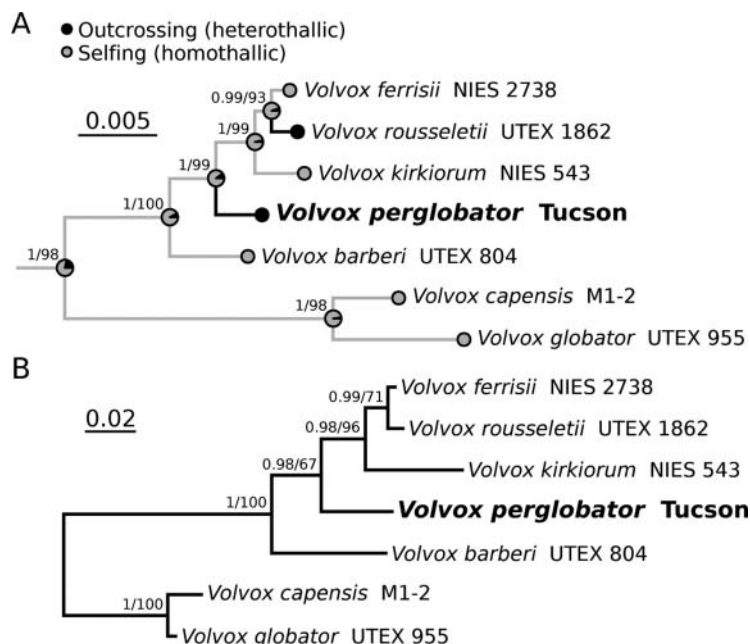 A
Outcrossing (heterothallic)
Selfing (homothallic)
0.005
0.99/93
Volvox ferrisii NIES 2738
1/99
Volvox rousseletii UTEX 1862
1/99
Volvox kirkiorum NIES 543
1/100
Volvox perglobator Tucson
1/98
Volvox barberi UTEX 804
1/98
Volvox capensis M1-2
Volvox globator UTEX 955
B
0.02
0.99/71
Volvox ferrisii NIES 2738
0.98/96
Volvox rousseletii UTEX 1862
0.98/67
Volvox kirkiorum NIES 543
1/100
Volvox perglobator Tucson
Volvox barberi UTEX 804
1/100
Volvox capensis M1-2
Volvox globator UTEX 955